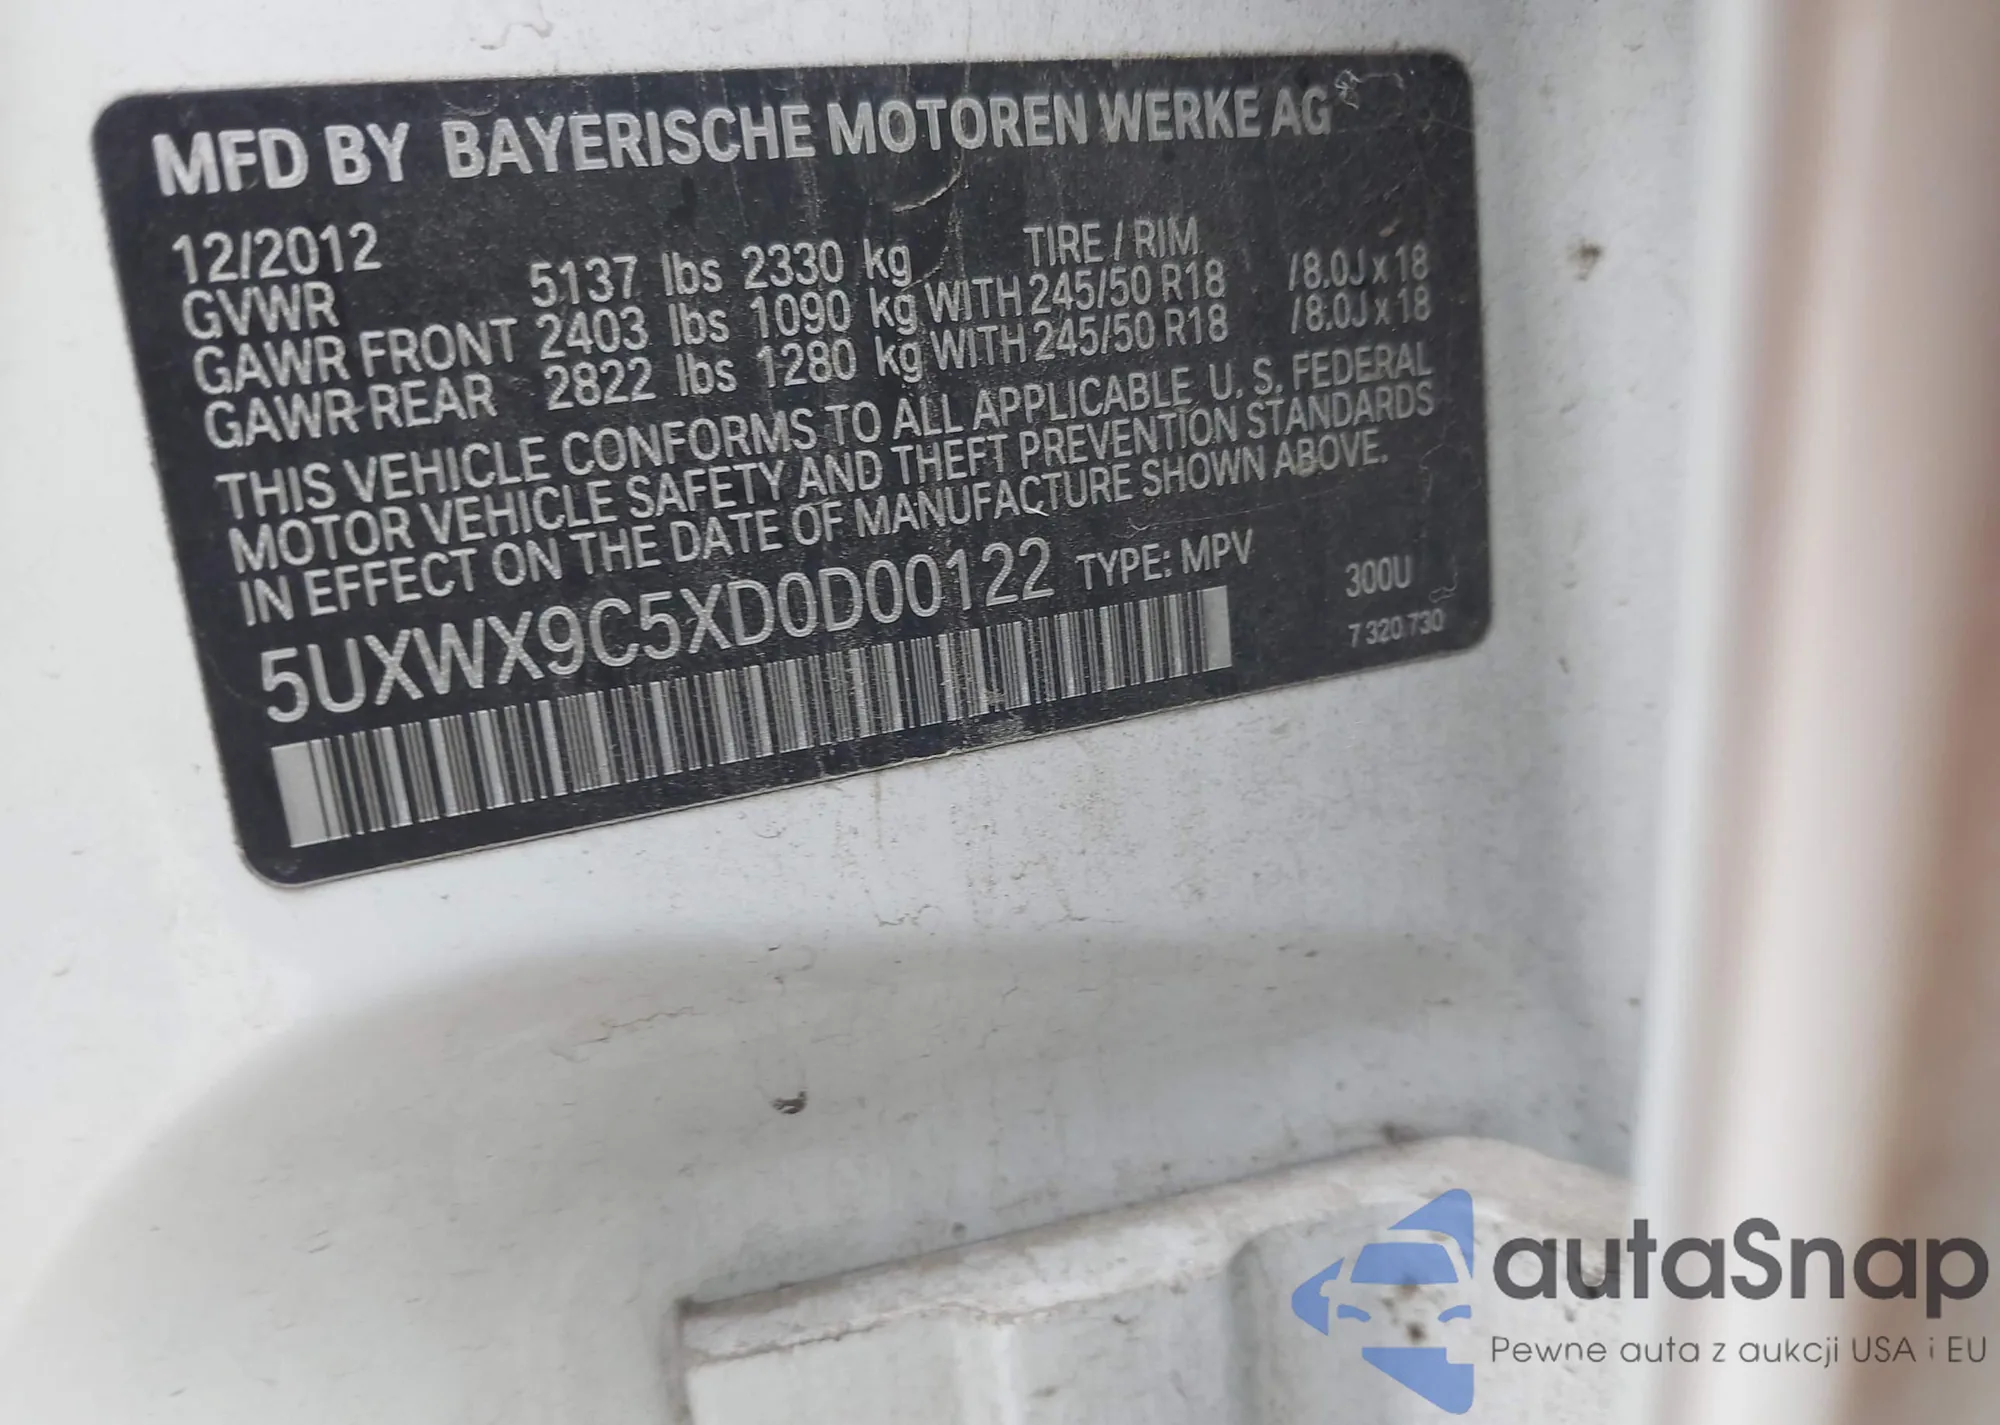 MFD BY BAYERISCHE MOTOREN WERKE AG
12/2012 TIRE / RIM
GVWR 5137 lbs 2330 kg
GAWR FRONT 2403 lbs 1090 kg WITH 245/50 R18 /8.0J x 18
GAWR REAR 2822 lbs 1280 kg WITH 245/50 R18 /8.0J x 18
THIS VEHICLE CONFORMS TO ALL APPLICABLE U. S. FEDERAL
MOTOR VEHICLE SAFETY AND THEFT PREVENTION STANDARDS
IN EFFECT ON THE DATE OF MANUFACTURE SHOWN ABOVE.
5UXWX9C5XD0D00122 TYPE: MPV 300U
7 320 730
autaSnap
Pewne auta z aukcji USA i EU